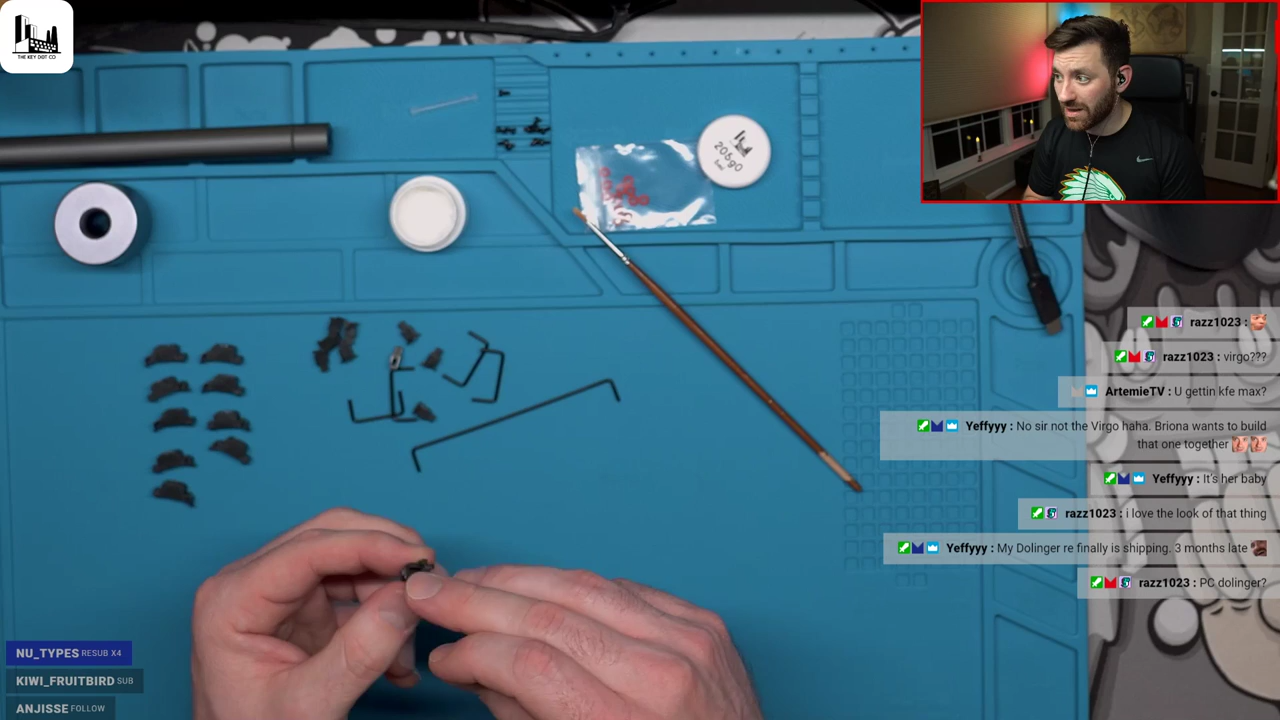 THE KEY DOT CO
205g0
razz1023 :
razz1023 : virgo???
ArtemieTV : U gettin kfe max?
Yeffyyy : No sir not the Virgo haha. Briona wants to build
that one together
Yeffyyy : It's her baby
razz1023 : i love the look of that thing
Yeffyyy : My Dolinger re finally is shipping. 3 months late
razz1023 : PC dolinger?
NU_TYPES RESUB X4
KIWI_FRUITBIRD SUB
ANJISSE FOLLOW